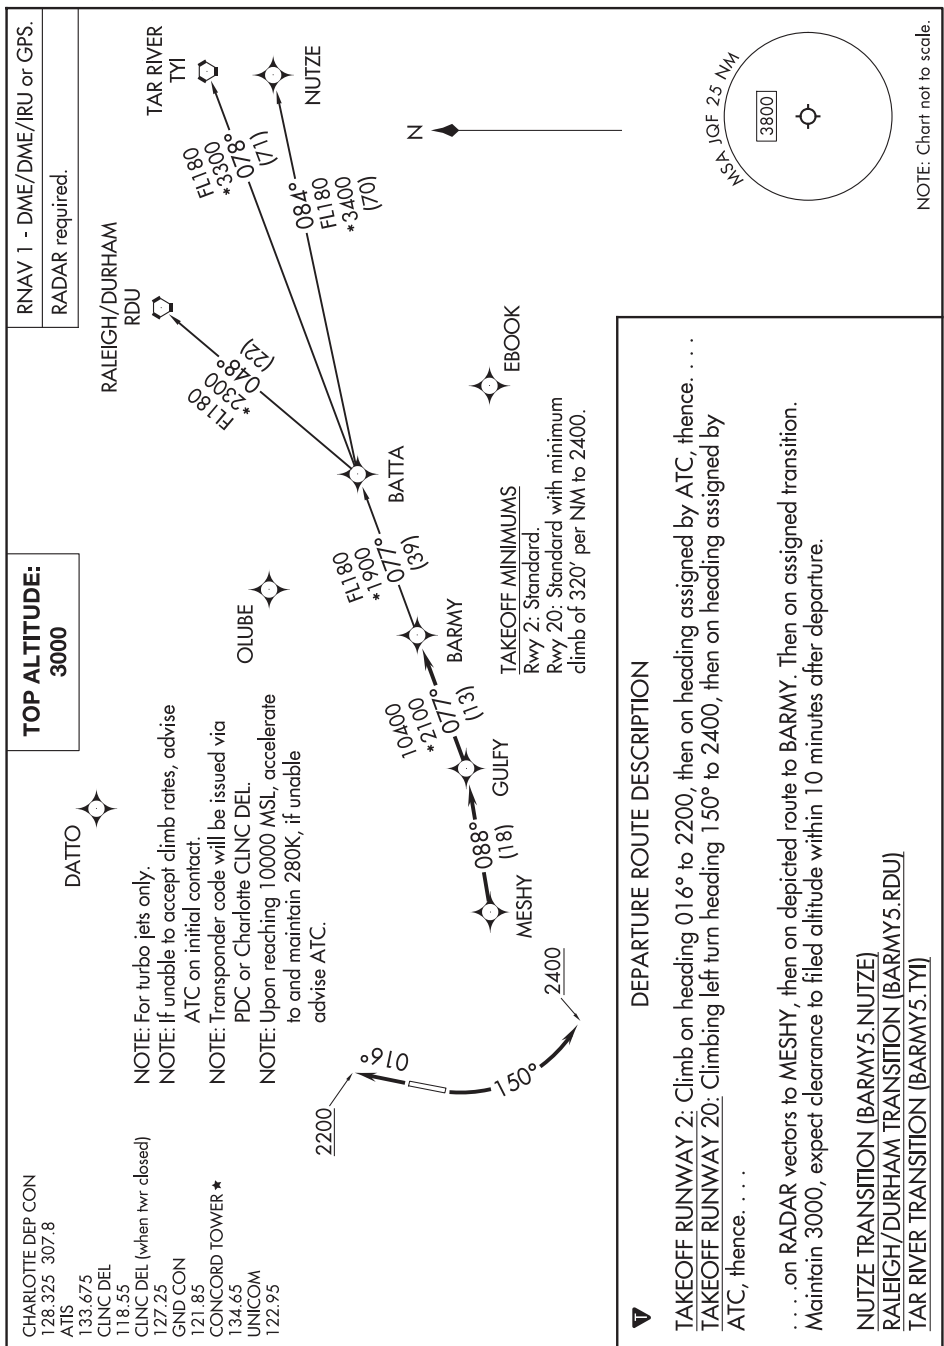 CHARLOTTE DEP CON
128.325 307.8
ATIS
133.675
CLNC DEL
118.55
CLNC DEL (when twr closed)
127.25
GND CON
121.85
CONCORD TOWER ★
134.65
UNICOM
122.95
TOP ALTITUDE:
3000
RNAV 1 - DME/DME/IRU or GPS.
RADAR required.
DATTO
NOTE: For turbo jets only.
NOTE: If unable to accept climb rates, advise
ATC on initial contact.
NOTE: Transponder code will be issued via
PDC or Charlotte CLNC DEL.
NOTE: Upon reaching 10000 MSL, accelerate
to and maintain 280K, if unable
advise ATC.
OLUBE
RALEIGH/DURHAM
RDU
TAR RIVER
TYI
NUTZE
FL180
*2300
048°
(22)
FL180
*3300
078°
(71)
084°
FL180
*3400
(70)
BATTA
FL180
*1900
077°
(39)
BARMY
10400
*2100
077°
(13)
GULFY
088°
(18)
MESHY
EBOOK
2200
016°
150°
2400
N
TAKEOFF MINIMUMS
Rwy 2: Standard.
Rwy 20: Standard with minimum
climb of 320' per NM to 2400.
MSA JQF 25 NM
3800
NOTE: Chart not to scale.
DEPARTURE ROUTE DESCRIPTION
T
TAKEOFF RUNWAY 2: Climb on heading 016° to 2200, then on heading assigned by ATC, thence. . . .
TAKEOFF RUNWAY 20: Climbing left turn heading 150° to 2400, then on heading assigned by
ATC, thence. . . .
. . . .on RADAR vectors to MESHY, then on depicted route to BARMY. Then on assigned transition.
Maintain 3000, expect clearance to filed altitude within 10 minutes after departure.
NUTZE TRANSITION (BARMY5.NUTZE)
RALEIGH/DURHAM TRANSITION (BARMY5.RDU)
TAR RIVER TRANSITION (BARMY5.TYI)